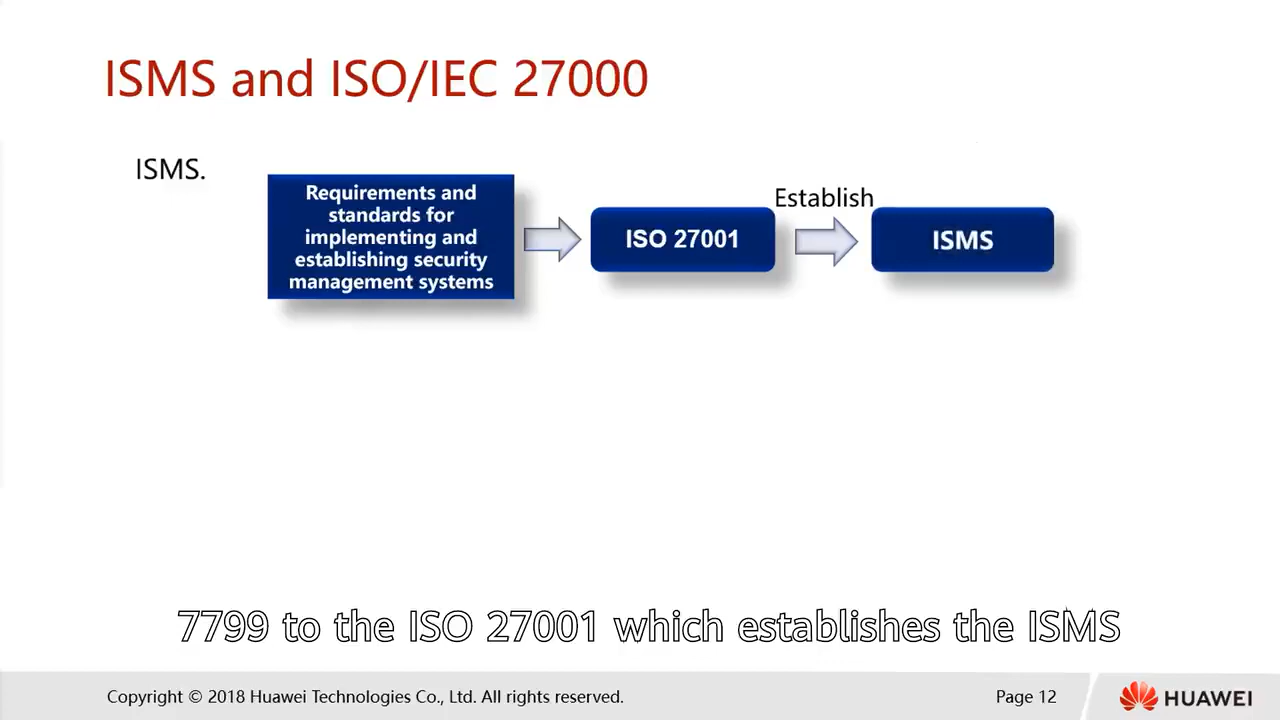 ISMS and ISO/IEC 27000
ISMS.
Requirements and
standards for
implementing and
establishing security
management systems
ISO 27001
Establish
ISMS
7799 to the ISO 27001 which establishes the ISMS
Copyright © 2018 Huawei Technologies Co., Ltd. All rights reserved.
Page 12
HUAWEI